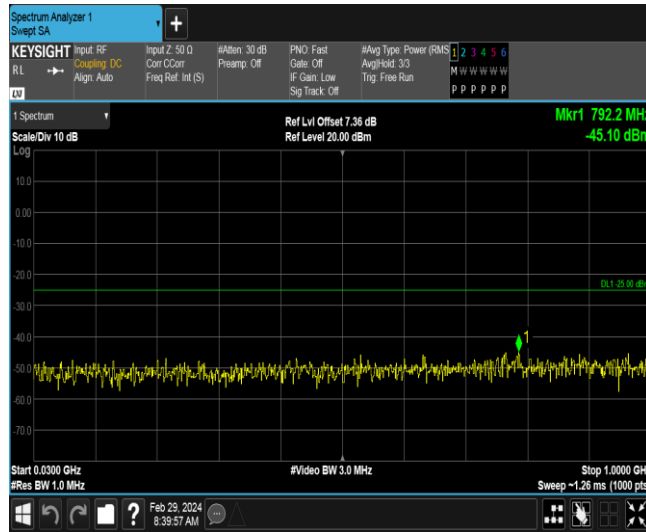 Spectrum Analyzer 1
Swept SA
+
KEYSIGHT
RL
LXI
Input: RF
Coupling: DC
Align: Auto
Input Z: 50 Ω
Corr CCorr
Freq Ref: Int (S)
#Atten: 30 dB
Preamp: Off
PNO: Fast
Gate: Off
IF Gain: Low
Sig Track: Off
#Avg Type: Power (RMS
Avg|Hold: 3/3
Trig: Free Run
1 2 3 4 5 6
M W W W W W
P P P P P P
1 Spectrum
Scale/Div 10 dB
Log
Ref Lvl Offset 7.36 dB
Ref Level 20.00 dBm
Mkr1 792.2 MHz
-45.10 dBm
10.0
0.00
-10.0
-20.0
DL1 -25.00 dBm
-30.0
-40.0
1
-50.0
-60.0
-70.0
Start 0.0300 GHz
#Res BW 1.0 MHz
#Video BW 3.0 MHz
Stop 1.0000 GHz
Sweep ~1.26 ms (1000 pts)
?
Feb 29, 2024
8:39:57 AM